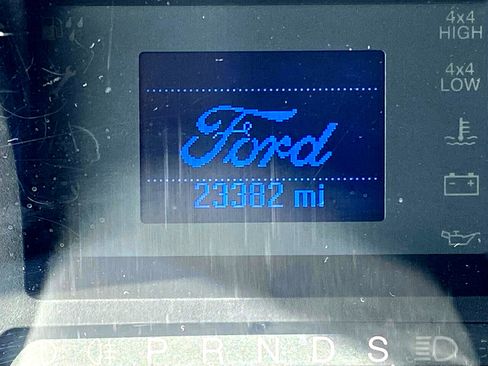 4x4
HIGH
4x4
LOW
Ford
23382 mi
P R N D S